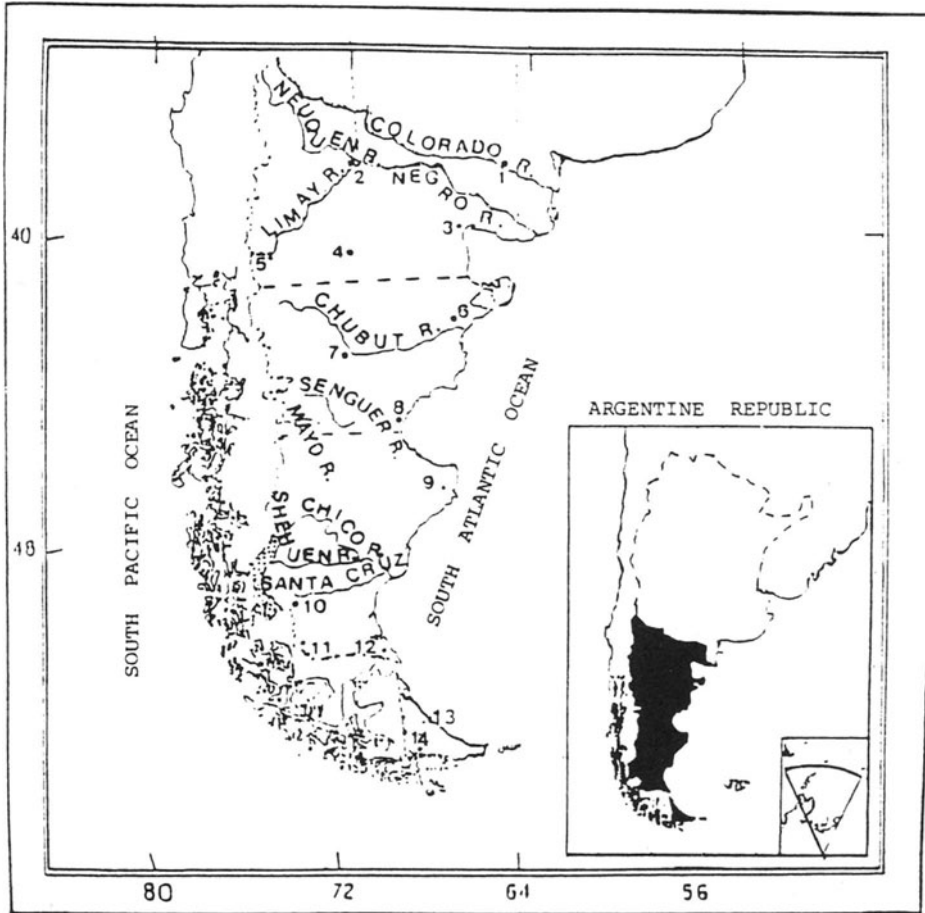 NEUQUEN R.
COLORADO R.
1
2
NEGRO R.
LIMAY R.
3
40
4
5
CHUBUT R.
6
7
SENGUER R.
8
MAYO R.
9
ARGENTINE REPUBLIC
SOUTH PACIFIC OCEAN
SOUTH ATLANTIC OCEAN
CHICO R.
SHEHUEN R.
48
SANTA CRUZ
10
11
12
13
14
80
72
64
56